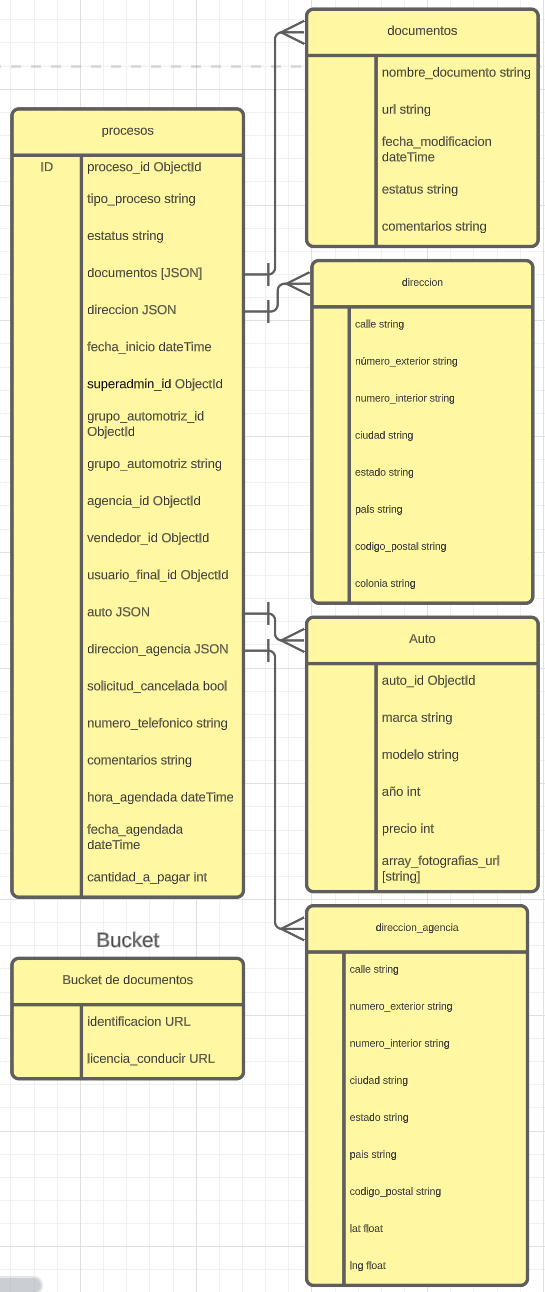 documentos
nombre_documento string
url string
fecha_modificacion
dateTime
estatus string
comentarios string
procesos
ID
proceso_id ObjectId
tipo_proceso string
estatus string
documentos [JSON]
direccion JSON
fecha_inicio dateTime
superadmin_id ObjectId
grupo_automotriz_id
ObjectId
grupo_automotriz string
agencia_id ObjectId
vendedor_id ObjectId
usuario_final_id ObjectId
auto JSON
direccion_agencia JSON
solicitud_cancelada bool
numero_telefonico string
comentarios string
hora_agendada dateTime
fecha_agendada
dateTime
cantidad_a_pagar int
direccion
calle string
número_exterior string
numero_interior string
ciudad string
estado string
país string
codigo_postal string
colonia string
Auto
auto_id ObjectId
marca string
modelo string
año int
precio int
array_fotografias_url
[string]
Bucket
Bucket de documentos
identificacion URL
licencia_conducir URL
direccion_agencia
calle string
numero_exterior string
numero_interior string
ciudad string
estado string
pais string
codigo_postal string
lat float
lng float